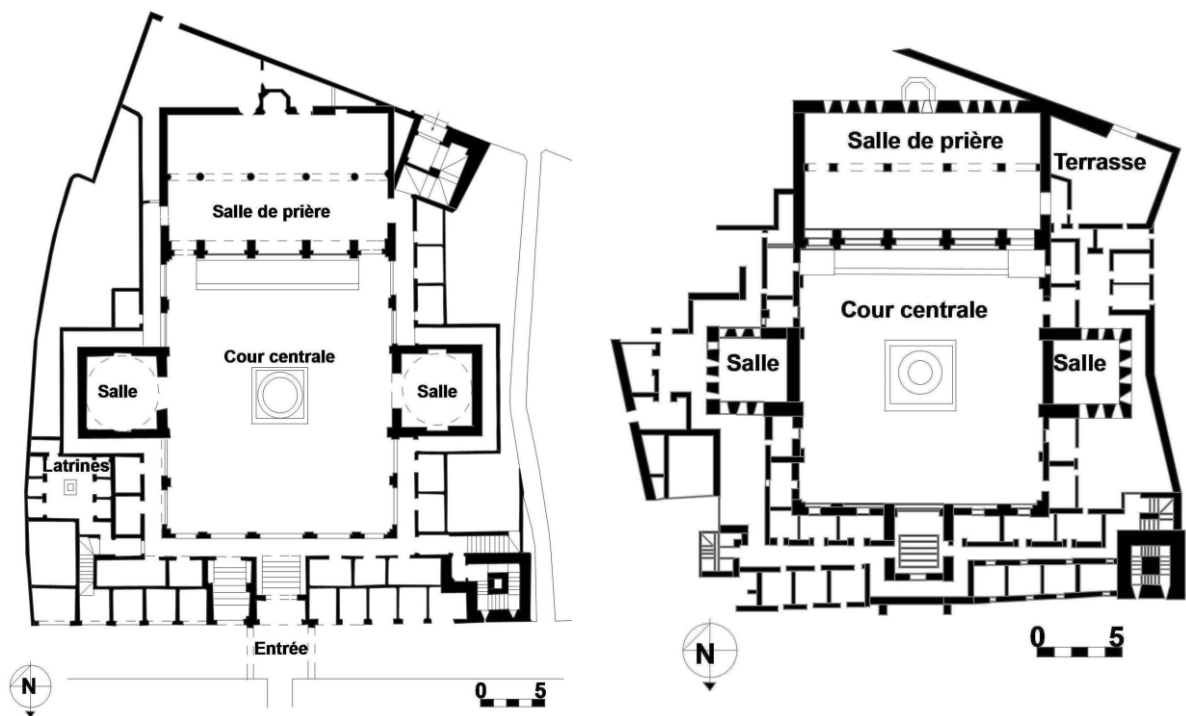 Salle de prière
Cour centrale
Salle
Salle
Latrines
Entrée
N
0 5
Salle de prière
Terrasse
Cour centrale
Salle
Salle
N
0 5